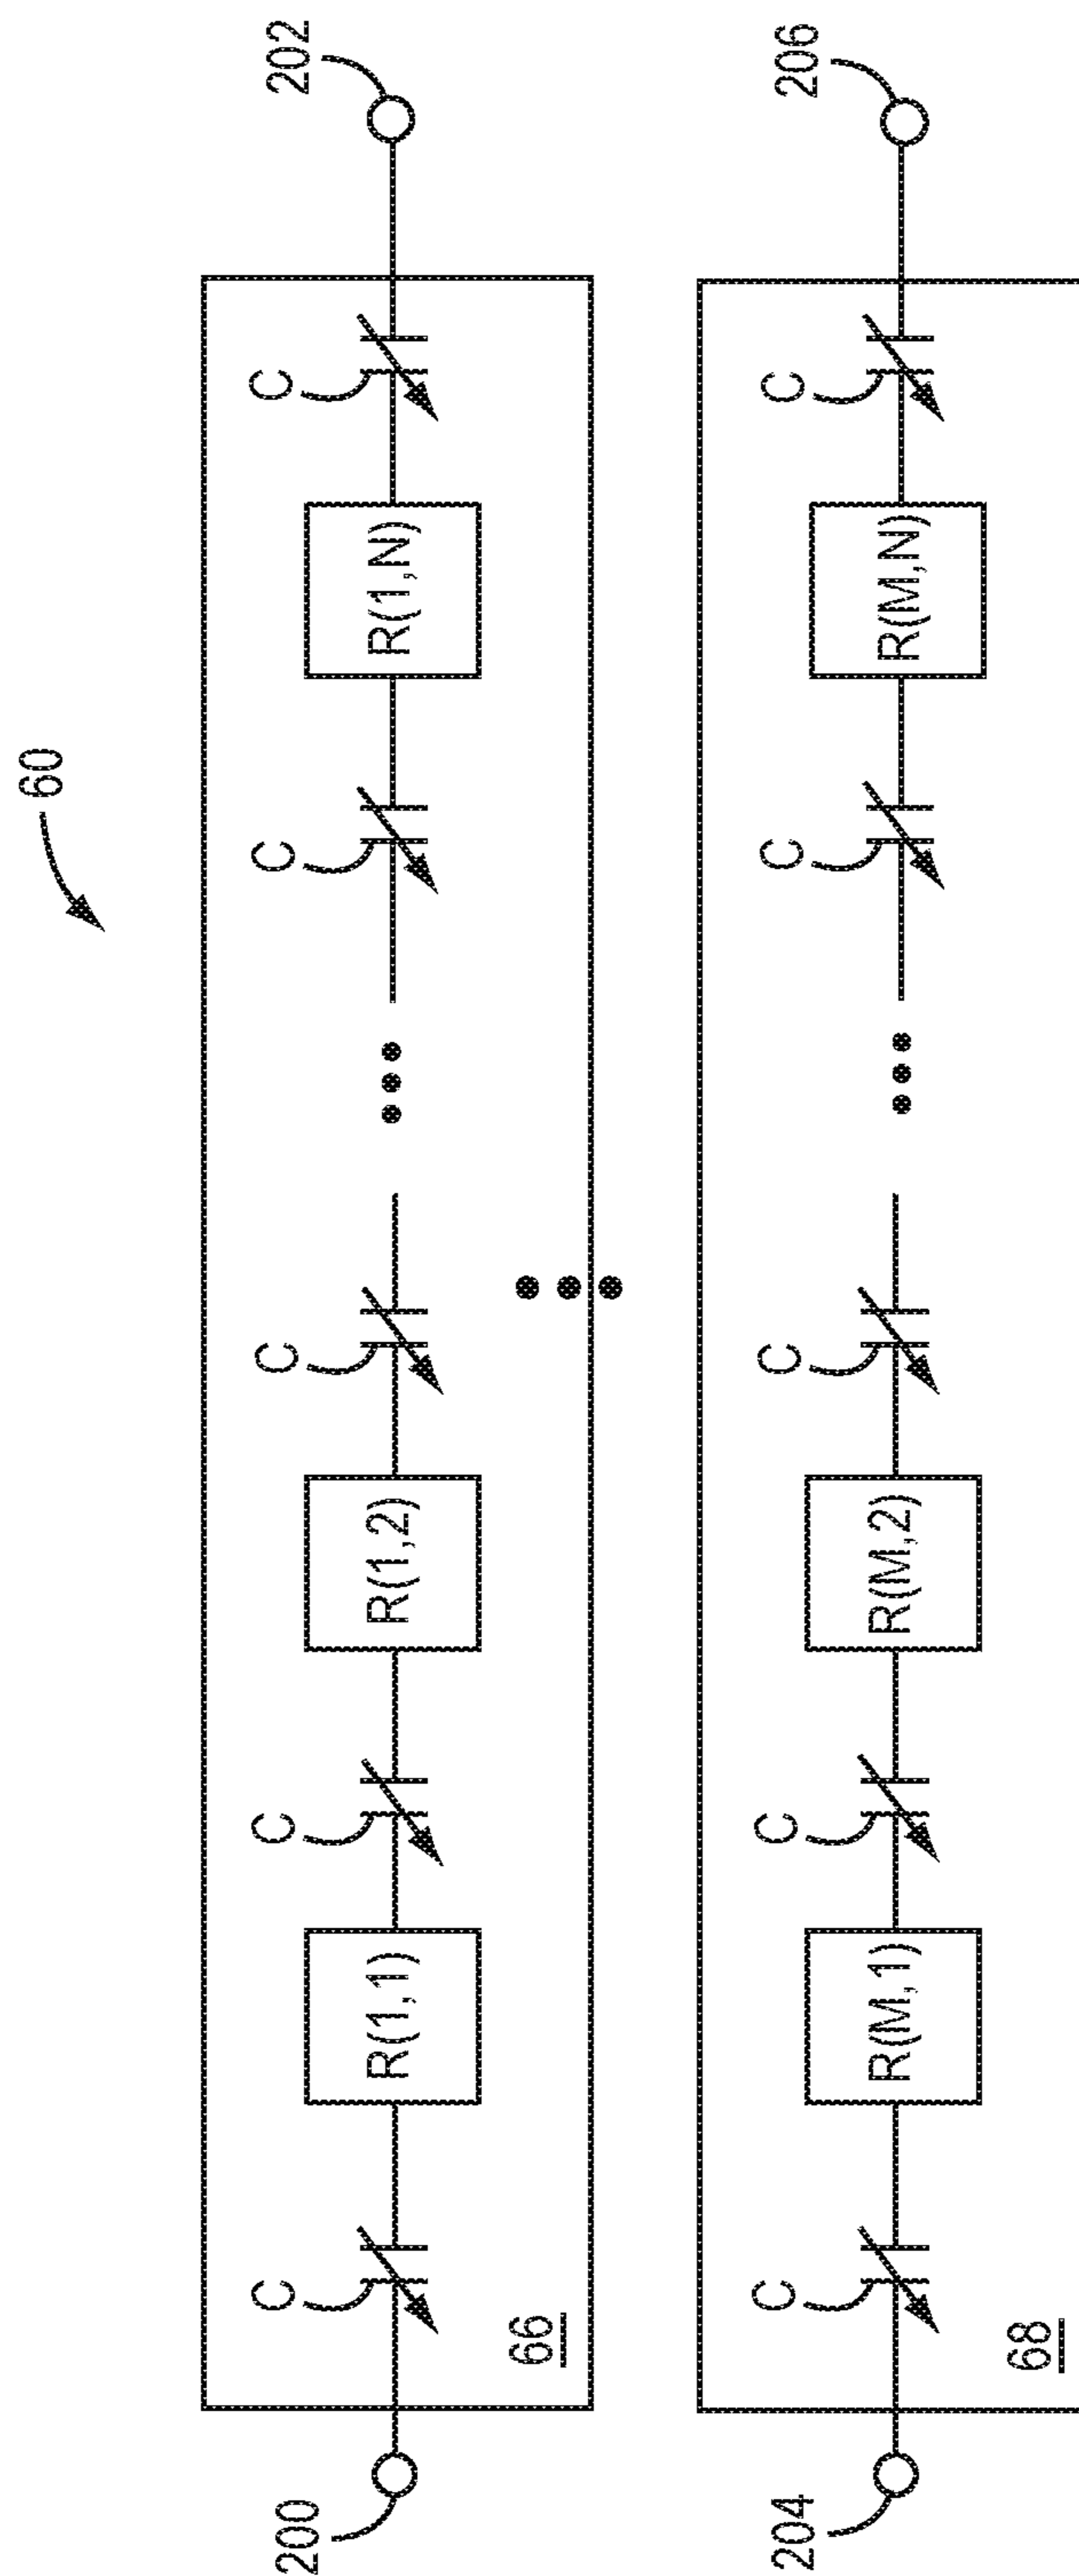 60
C
C
C
C
C
200
R(1,1)
R(1,2)
R(1,N)
202
66
C
C
C
C
C
204
R(M,1)
R(M,2)
R(M,N)
206
68